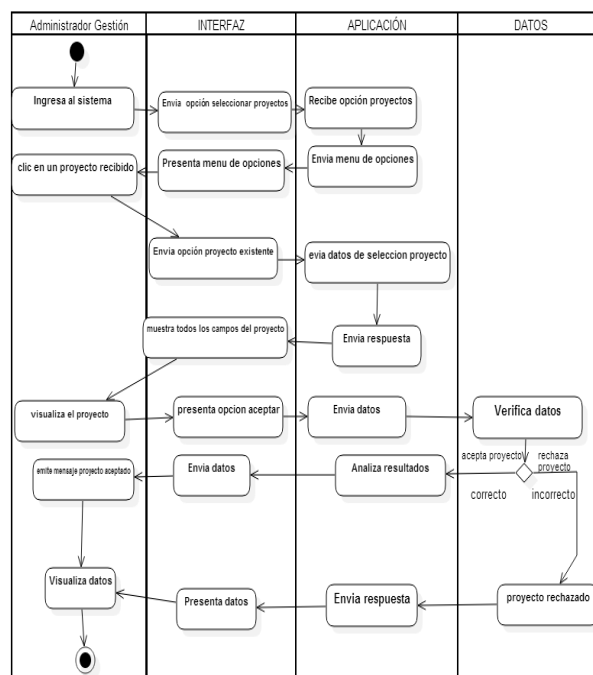 Administrador Gestión
INTERFAZ
APLICACIÓN
DATOS
Ingresa al sistema
Envia opción seleccionar proyectos
Recibe opción proyectos
clic en un proyecto recibido
Presenta menu de opciones
Envia menu de opciones
Envia opción proyecto existente
evia datos de seleccion proyecto
muestra todos los campos del proyecto
Envia respuesta
visualiza el proyecto
presenta opcion aceptar
Envia datos
Verifica datos
acepta proyecto
rechaza
proyecto
correcto
incorrecto
emite mensaje proyecto aceptado
Envia datos
Analiza resultados
Visualiza datos
Presenta datos
Envia respuesta
proyecto rechazado